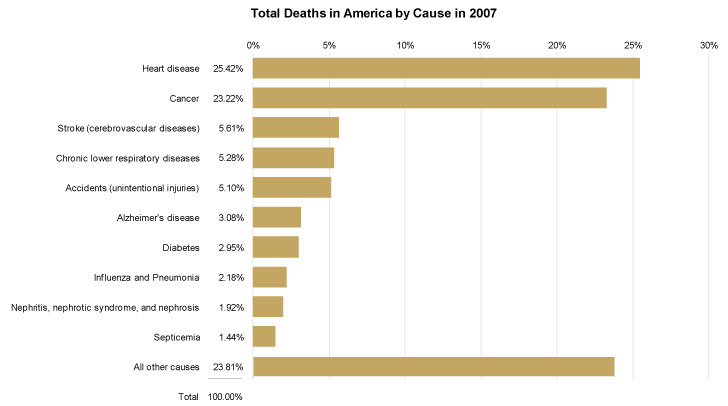 Total Deaths in America by Cause in 2007
0% 5% 10% 15% 20% 25% 30%
Heart disease 25.42%
Cancer 23.22%
Stroke (cerebrovascular diseases) 5.61%
Chronic lower respiratory diseases 5.28%
Accidents (unintentional injuries) 5.10%
Alzheimer's disease 3.08%
Diabetes 2.95%
Influenza and Pneumonia 2.18%
Nephritis, nephrotic syndrome, and nephrosis 1.92%
Septicemia 1.44%
All other causes 23.81%
Total 100.00%